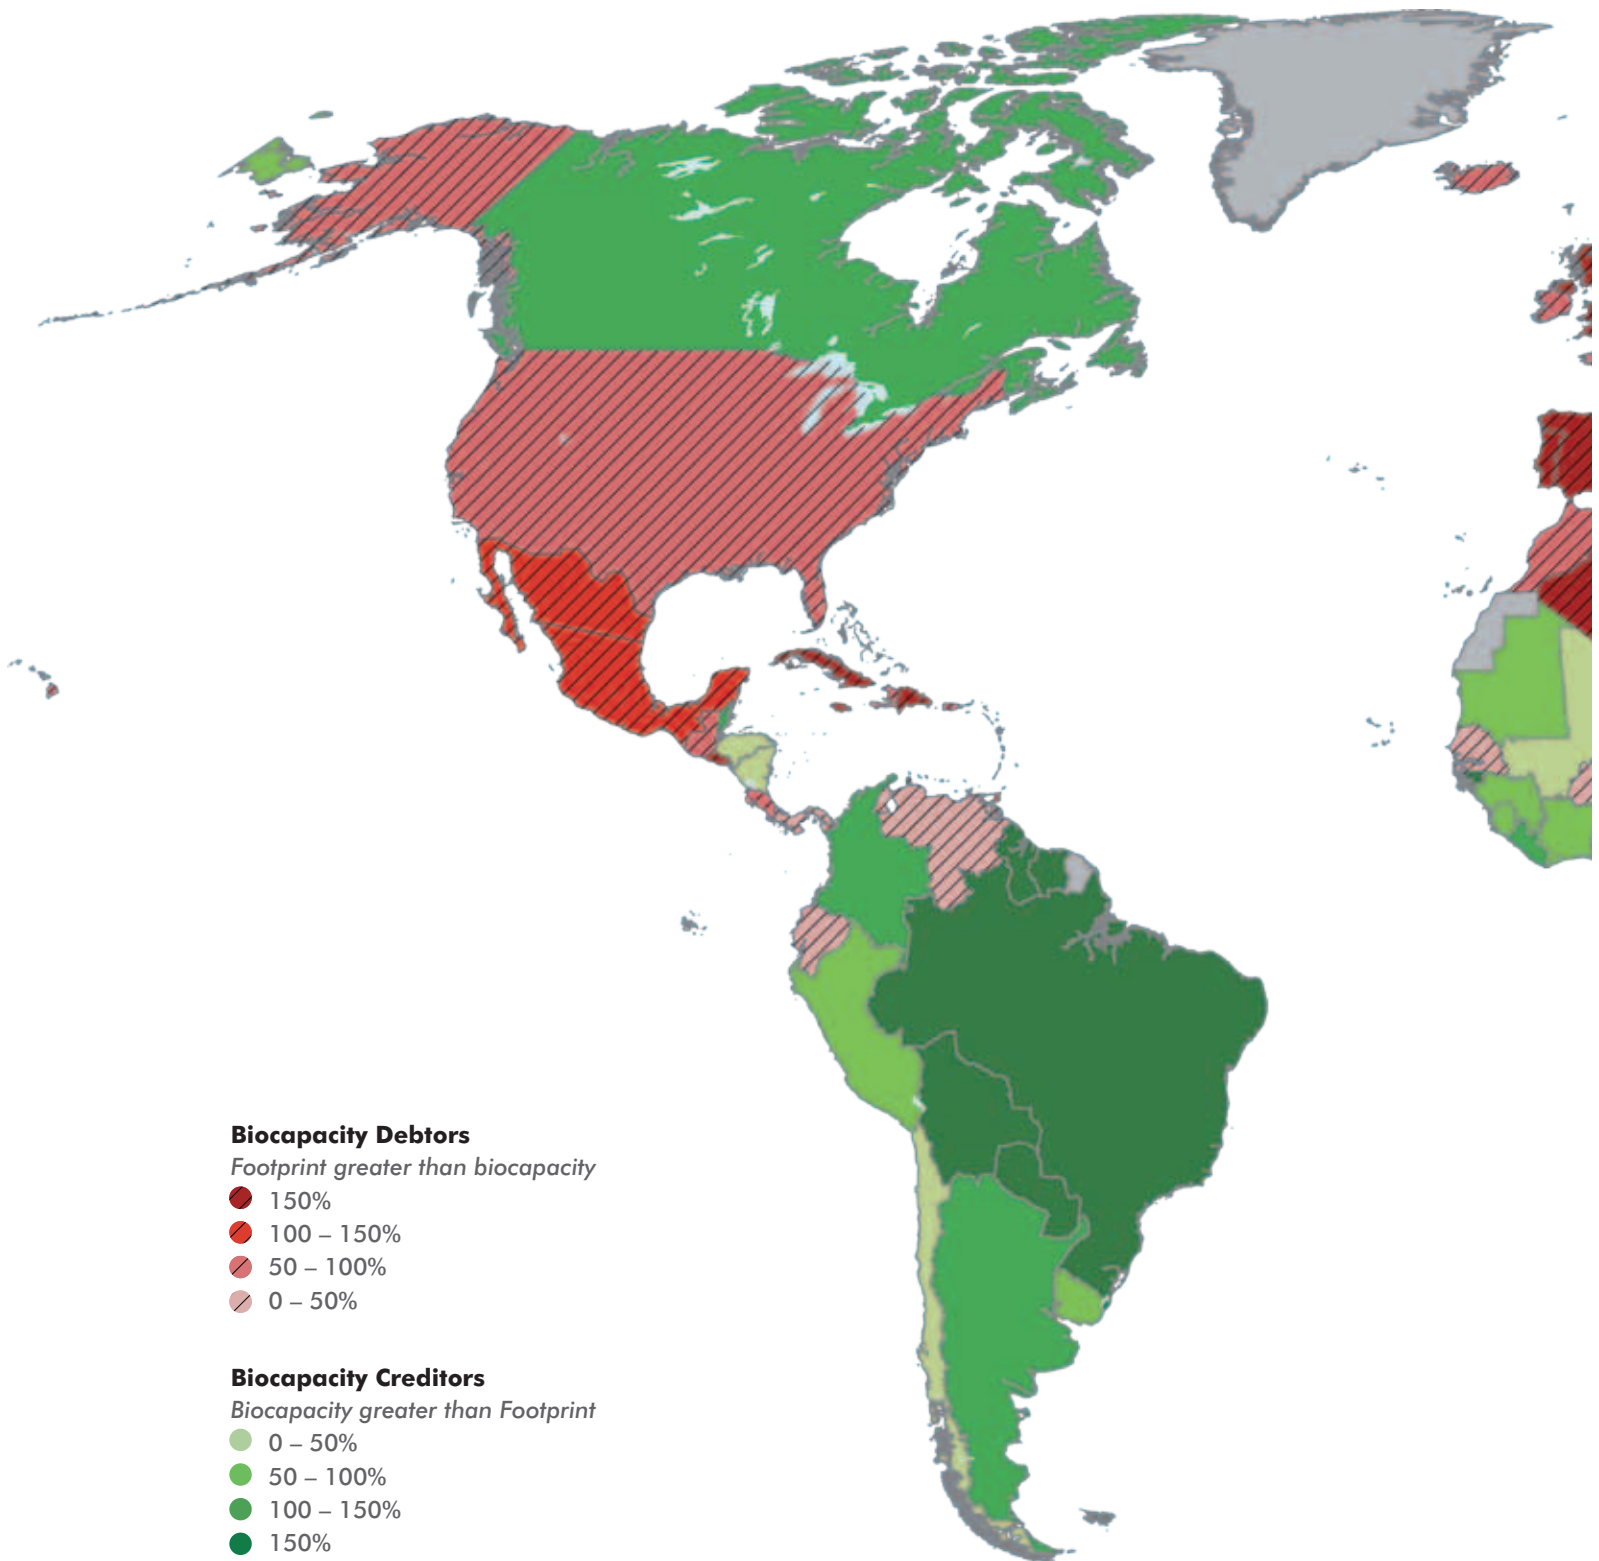 Biocapacity Debtors
Footprint greater than biocapacity
150%
100 – 150%
50 – 100%
0 – 50%
Biocapacity Creditors
Biocapacity greater than Footprint
0 – 50%
50 – 100%
100 – 150%
150%